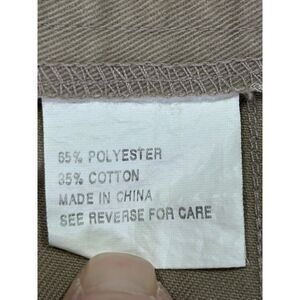 65% POLYESTER
35% COTTON
MADE IN CHINA
SEE REVERSE FOR CARE